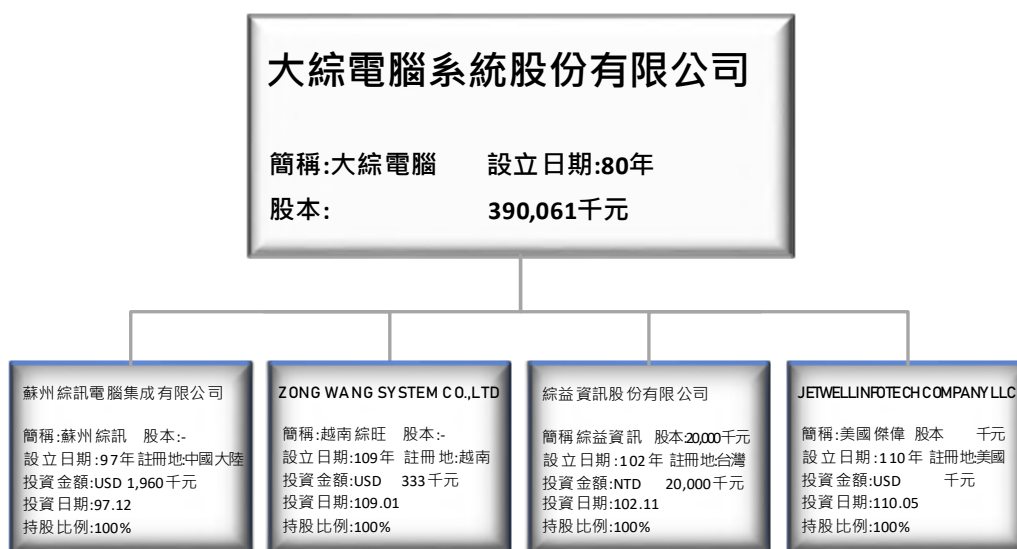 大綜電腦系統股份有限公司
簡稱:大綜電腦 設立日期:80年
股本: 390,061千元
蘇州綜訊電腦集成有限公司
簡稱:蘇州綜訊 股本:-
設立日期:97年 註冊地:中國大陸
投資金額:USD 1,960千元
投資日期:97.12
持股比例:100%
ZONG WANG SYSTEM CO.,LTD
簡稱:越南綜旺 股本:-
設立日期:109年 註冊地:越南
投資金額:USD 333千元
投資日期:109.01
持股比例:100%
綜益資訊股份有限公司
簡稱綜益資訊 股本:20,000千元
設立日期:102年 註冊地:台灣
投資金額:NTD 20,000千元
投資日期:102.11
持股比例:100%
JETWELLINFOTECH COMPANY LLC
簡稱:美國傑偉 股本 千元
設立日期:110年 註冊地:美國
投資金額:USD 千元
投資日期:110.05
持股比例:100%